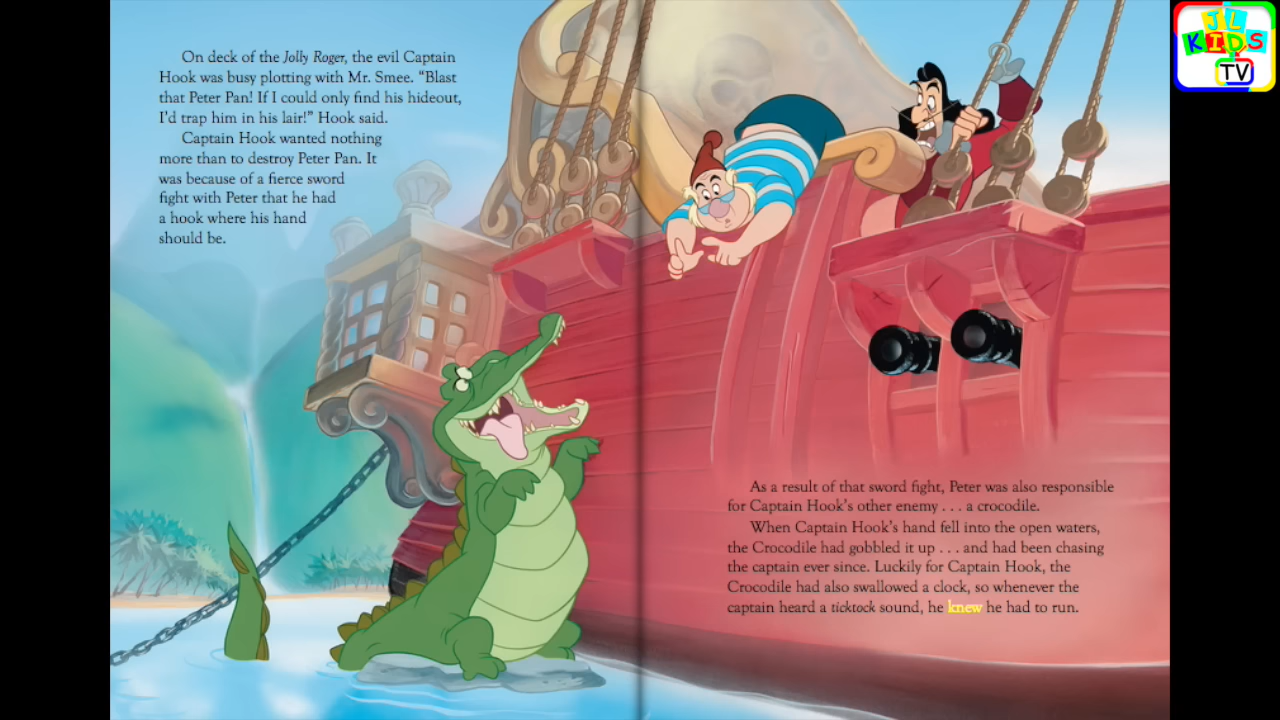 On deck of the Jolly Roger, the evil Captain
Hook was busy plotting with Mr. Smee. “Blast
that Peter Pan! If I could only find his hideout,
I’d trap him in his lair!” Hook said.
Captain Hook wanted nothing
more than to destroy Peter Pan. It
was because of a fierce sword
fight with Peter that he had
a hook where his hand
should be.
As a result of that sword fight, Peter was also responsible
for Captain Hook’s other enemy . . . a crocodile.
When Captain Hook’s hand fell into the open waters,
the Crocodile had gobbled it up . . . and had been chasing
the captain ever since. Luckily for Captain Hook, the
Crocodile had also swallowed a clock, so whenever the
captain heard a ticktock sound, he knew he had to run.
JL
KIDS
TV